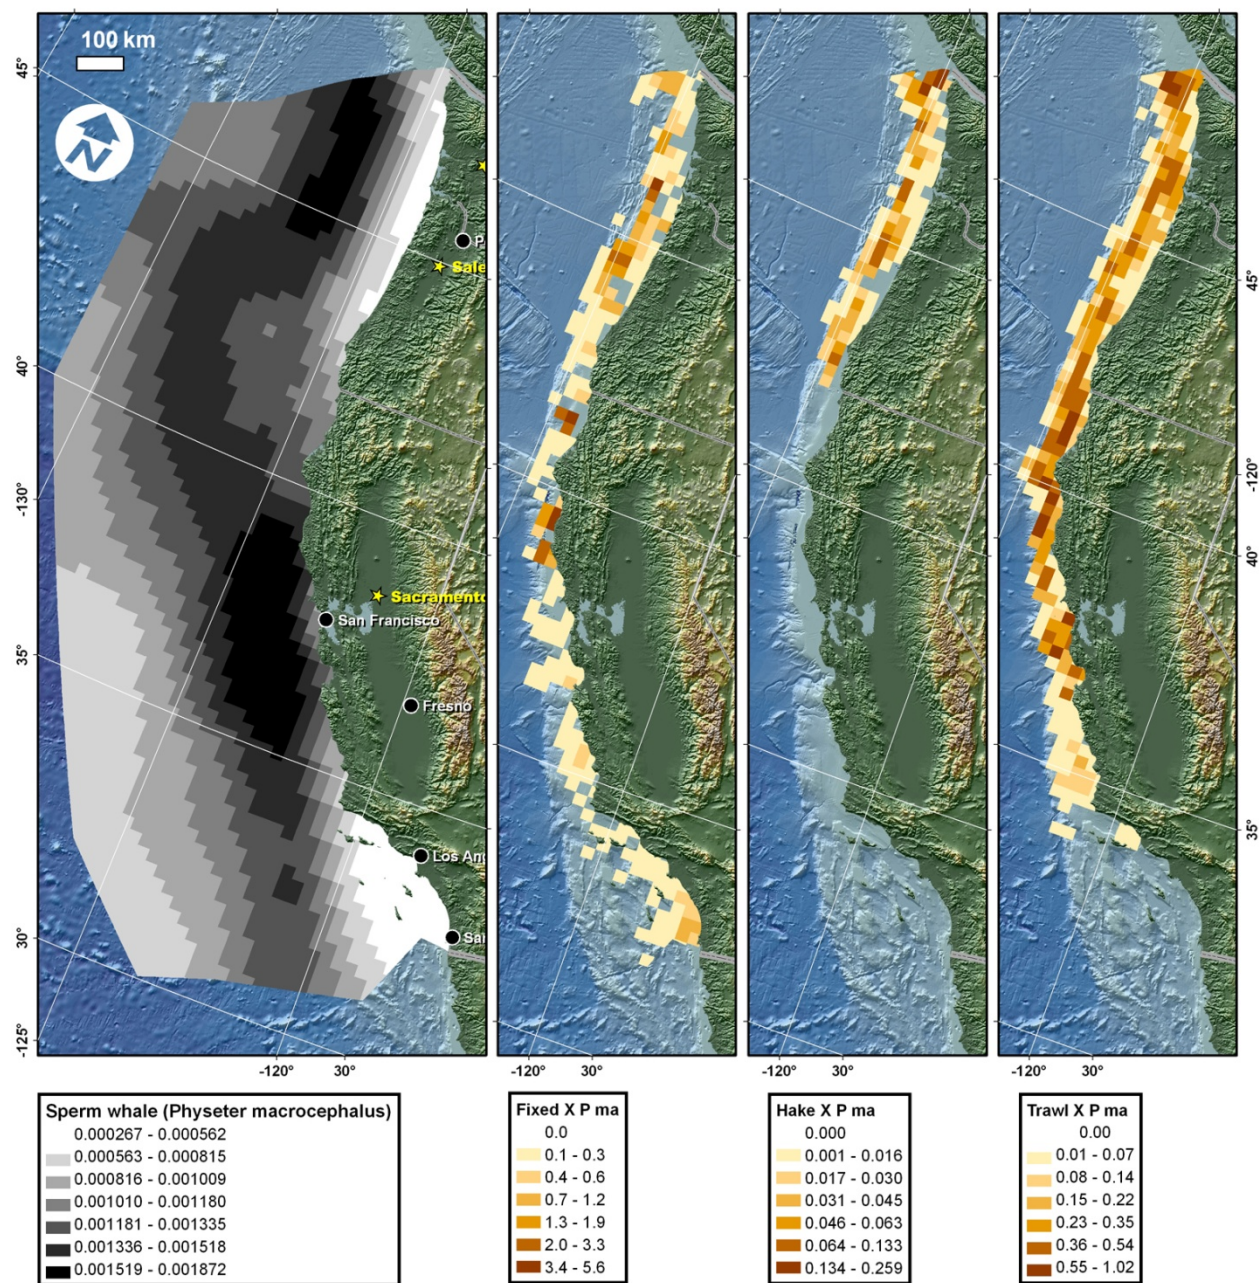 100 km
N
45°
40°
-130°
35°
30°
-125°
P
Sale
Sacramento
San Francisco
Fresno
Los Ang
San
-120° 30°
-120° 30°
-120° 30°
-120° 30°
45°
-120°
40°
35°
Sperm whale (Physeter macrocephalus)
0.000267 - 0.000562
0.000563 - 0.000815
0.000816 - 0.001009
0.001010 - 0.001180
0.001181 - 0.001335
0.001336 - 0.001518
0.001519 - 0.001872
Fixed X P ma
0.0
0.1 - 0.3
0.4 - 0.6
0.7 - 1.2
1.3 - 1.9
2.0 - 3.3
3.4 - 5.6
Hake X P ma
0.000
0.001 - 0.016
0.017 - 0.030
0.031 - 0.045
0.046 - 0.063
0.064 - 0.133
0.134 - 0.259
Trawl X P ma
0.00
0.01 - 0.07
0.08 - 0.14
0.15 - 0.22
0.23 - 0.35
0.36 - 0.54
0.55 - 1.02